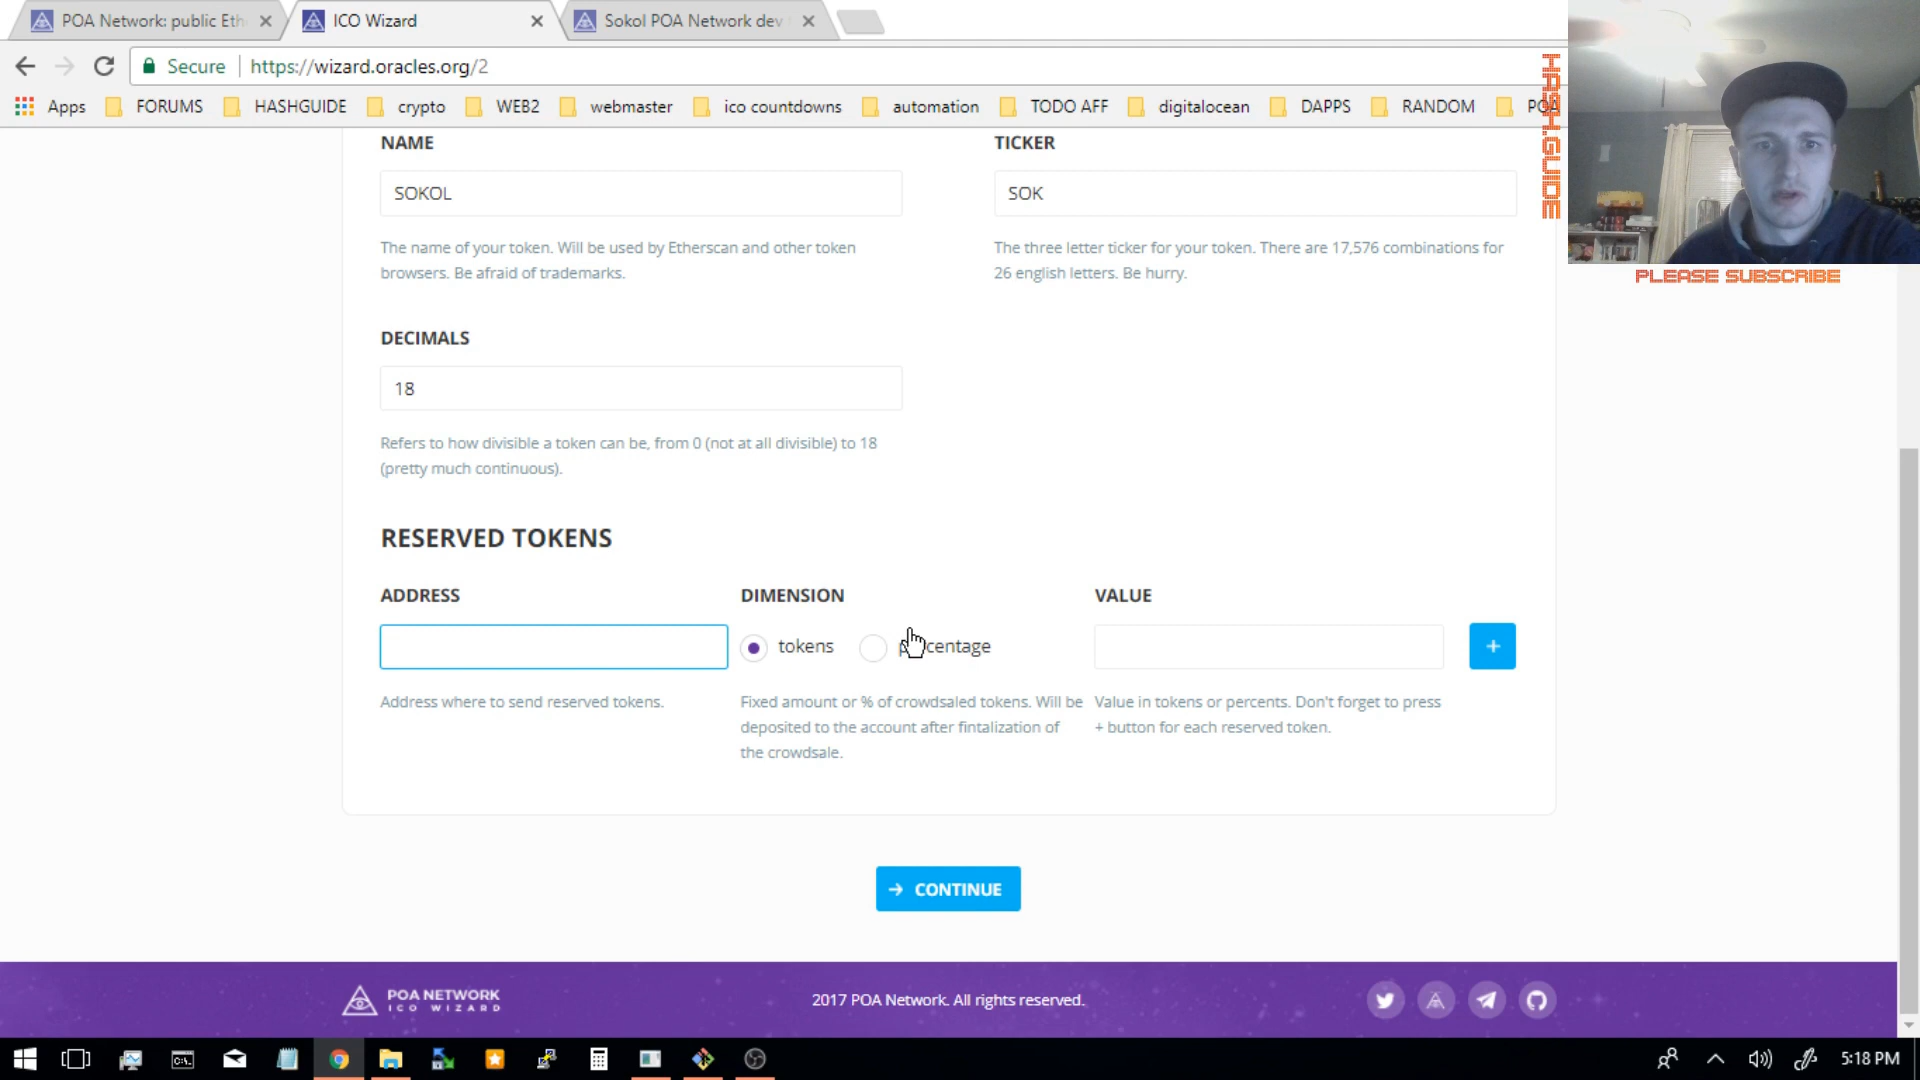 POA Network: public Eth
ICO Wizard
Sokol POA Network dev
Secure
https://wizard.oracles.org/2
Apps
FORUMS
HASHGUIDE
crypto
WEB2
webmaster
ico countdowns
automation
TODO AFF
digitalocean
DAPPS
RANDOM
POA
HASH.GUIDE
PLEASE SUBSCRIBE
NAME
TICKER
SOKOL
SOK
The name of your token. Will be used by Etherscan and other token
browsers. Be afraid of trademarks.
The three letter ticker for your token. There are 17,576 combinations for
26 english letters. Be hurry.
DECIMALS
18
Refers to how divisible a token can be, from 0 (not at all divisible) to 18
(pretty much continuous).
RESERVED TOKENS
ADDRESS
DIMENSION
VALUE
tokens
percentage
+
Address where to send reserved tokens.
Fixed amount or % of crowdsaled tokens. Will be
deposited to the account after fintalization of
the crowdsale.
Value in tokens or percents. Don't forget to press
+ button for each reserved token.
CONTINUE
POA NETWORK
ICO WIZARD
2017 POA Network. All rights reserved.
5:18 PM